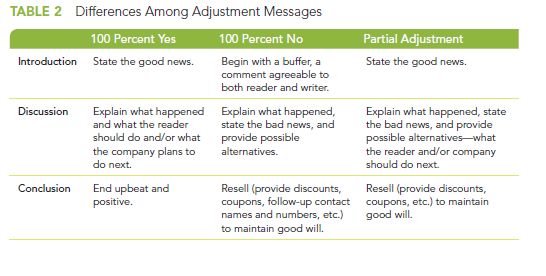 TABLE 2 Differences Among Adjustment Messages
100 Percent Yes 100 Percent No Partial Adjustment
Introduction State the good news. Begin with a buffer, a State the good news.
comment agreeable to
both reader and writer.
Discussion Explain what happened Explain what happened, Explain what happened, state
and what the reader state the bad news, and the bad news, and provide
should do and/or what provide possible possible alternatives—what
the company plans to alternatives. the reader and/or company
do next. should do next.
Conclusion End upbeat and Resell (provide discounts, Resell (provide discounts,
positive. coupons, follow-up contact coupons, etc.) to maintain
names and numbers, etc.) good will.
to maintain good will.